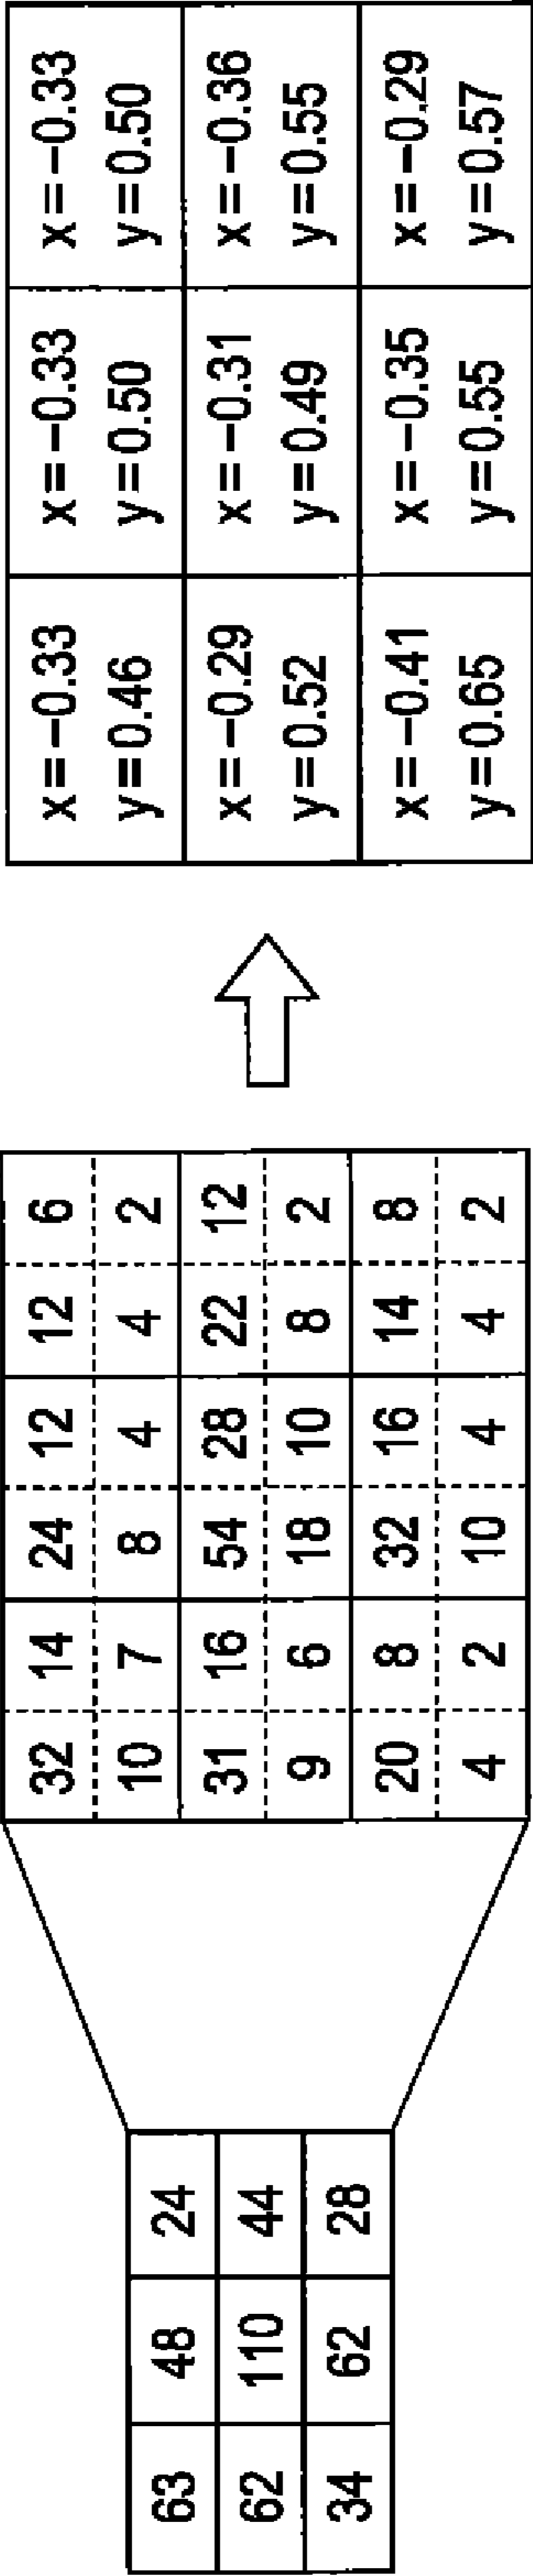 63 48 24
62 110 44
34 62 28
32 14 24 12 12 6
10 7 8 4 4 2
31 16 54 28 22 12
9 6 18 10 8 2
20 8 32 16 14 8
4 2 10 4 4 2
x=−0.33 x=−0.33 x=−0.33
y=0.46 y=0.50 y=0.50
x=−0.29 x=−0.31 x=−0.36
y=0.52 y=0.49 y=0.55
x=−0.41 x=−0.35 x=−0.29
y=0.65 y=0.55 y=0.57